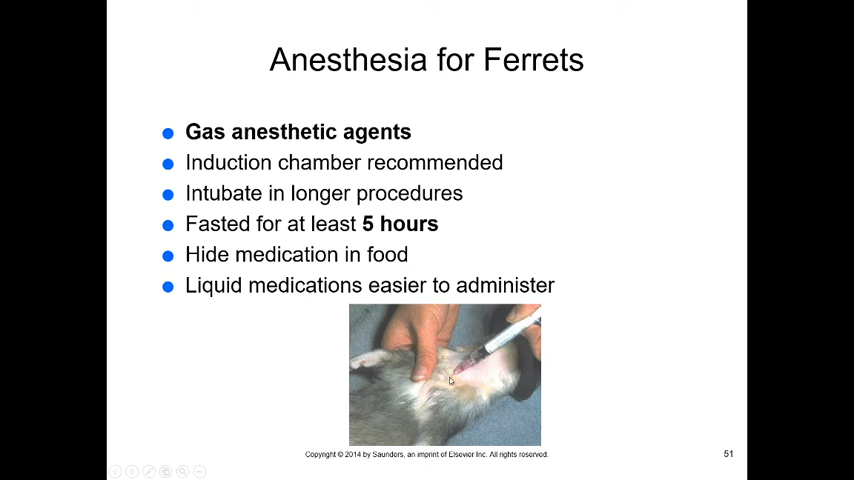 Anesthesia for Ferrets
Gas anesthetic agents
Induction chamber recommended
Intubate in longer procedures
Fasted for at least 5 hours
Hide medication in food
Liquid medications easier to administer
Copyright © 2014 by Saunders, an imprint of Elsevier Inc. All rights reserved.
51